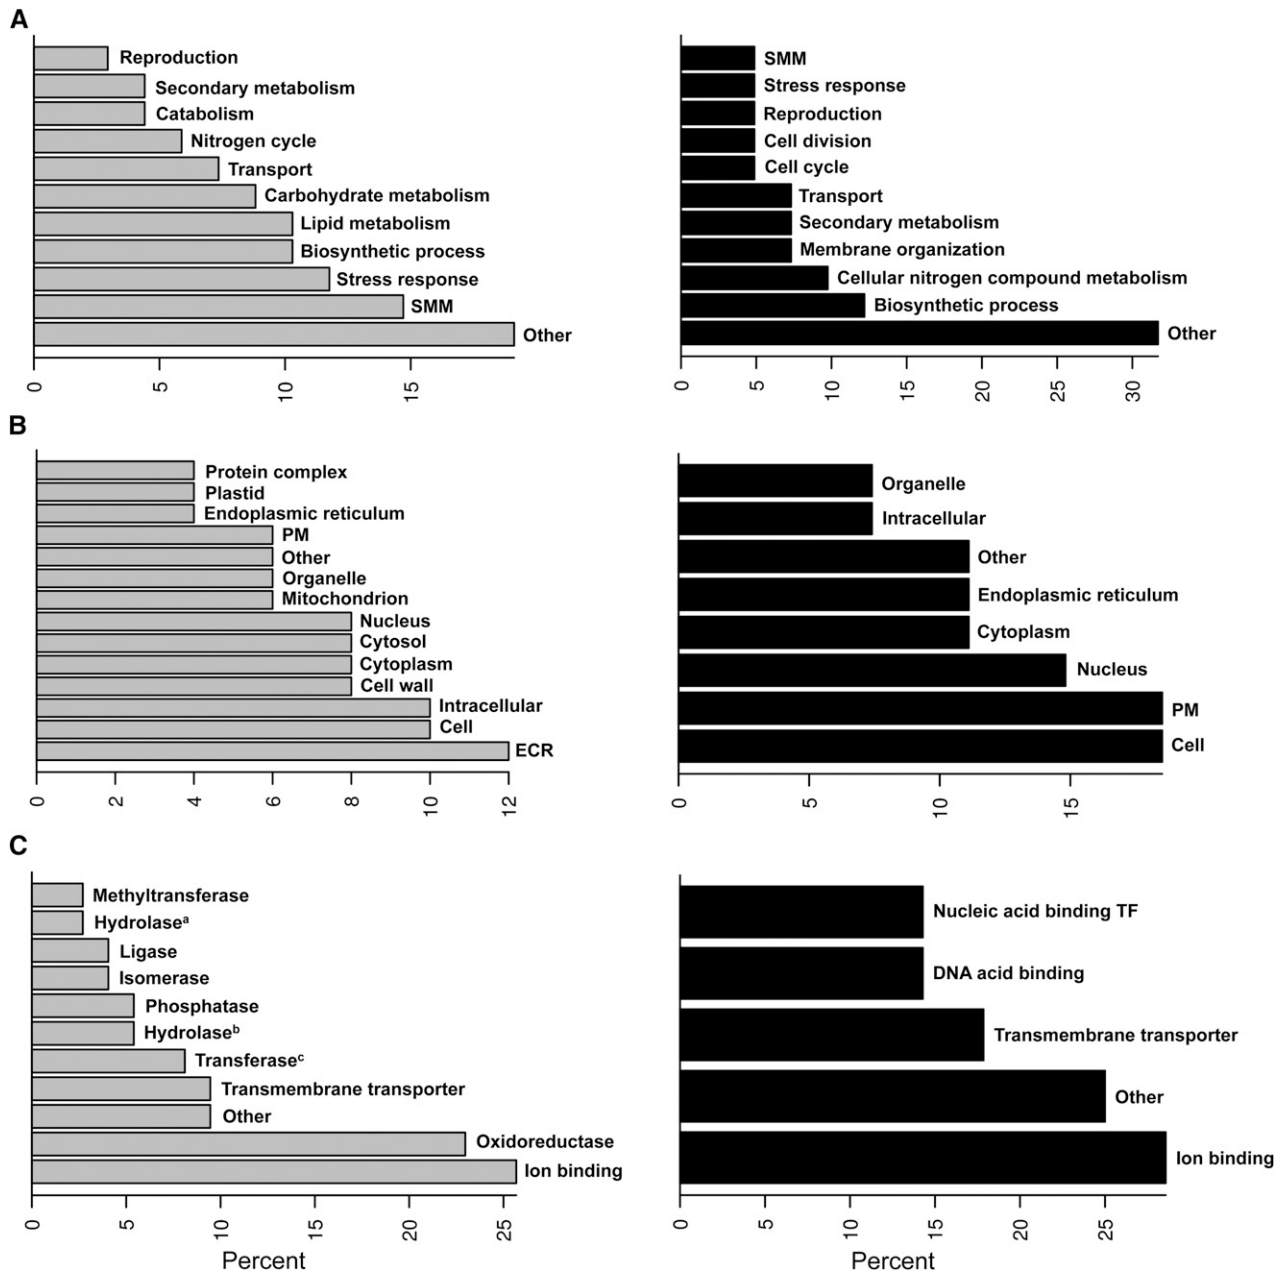 A
Reproduction
Secondary metabolism
Catabolism
Nitrogen cycle
Transport
Carbohydrate metabolism
Lipid metabolism
Biosynthetic process
Stress response
SMM
Other
0 5 10 15
SMM
Stress response
Reproduction
Cell division
Cell cycle
Transport
Secondary metabolism
Membrane organization
Cellular nitrogen compound metabolism
Biosynthetic process
Other
0 5 10 15 20 25 30
B
Protein complex
Plastid
Endoplasmic reticulum
PM
Other
Organelle
Mitochondrion
Nucleus
Cytosol
Cytoplasm
Cell wall
Intracellular
Cell
ECR
0 2 4 6 8 10 12
Organelle
Intracellular
Other
Endoplasmic reticulum
Cytoplasm
Nucleus
PM
Cell
0 5 10 15
C
Methyltransferase
Hydrolaseᵃ
Ligase
Isomerase
Phosphatase
Hydrolaseᵇ
Transferaseᶜ
Transmembrane transporter
Other
Oxidoreductase
Ion binding
0 5 10 15 20 25
Percent
Nucleic acid binding TF
DNA acid binding
Transmembrane transporter
Other
Ion binding
0 5 10 15 20 25
Percent